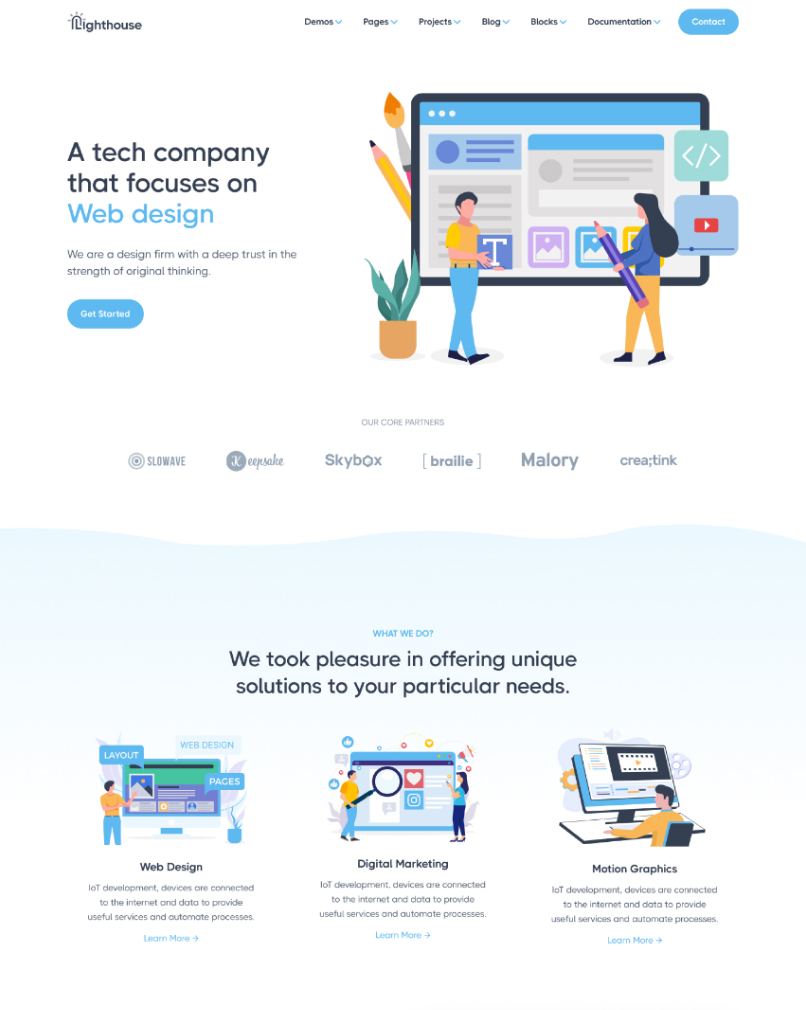 Lighthouse
Demos Pages Projects Blog Blocks Documentation Contact
A tech company
that focuses on
Web design
We are a design firm with a deep trust in the
strength of original thinking.
Get Started
T
OUR CORE PARTNERS
SLOWAVE Keepsake Skybox [ brailie ] Malory crea;tink
WHAT WE DO?
We took pleasure in offering unique
solutions to your particular needs.
WEB DESIGN
LAYOUT
PAGES
Web Design
IoT development, devices are connected
to the internet and data to provide
useful services and automate processes.
Learn More →
Digital Marketing
IoT development, devices are connected
to the internet and data to provide
useful services and automate processes.
Learn More →
Motion Graphics
IoT development, devices are connected
to the internet and data to provide
useful services and automate processes.
Learn More →